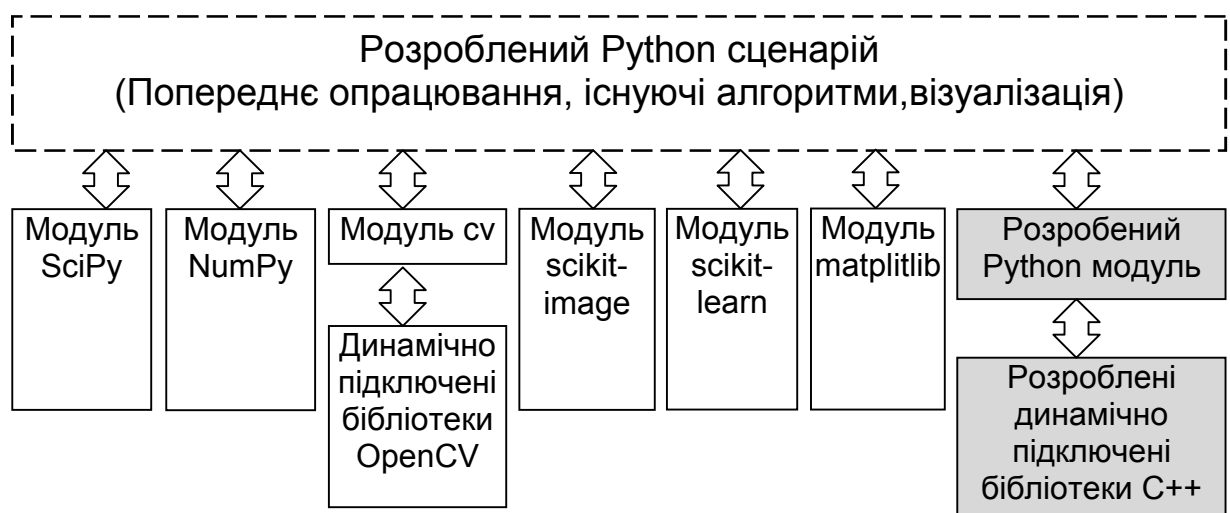 Розроблений Python сценарій
(Попереднє опрацювання, існуючі алгоритми,візуалізація)
Модуль
SciPy
Модуль
NumPy
Модуль cv
Динамічно
підключені
бібліотеки
OpenCV
Модуль
scikit-
image
Модуль
scikit-
learn
Модуль
matplitlib
Розробений
Python модуль
Розроблені
динамічно
підключені
бібліотеки C++